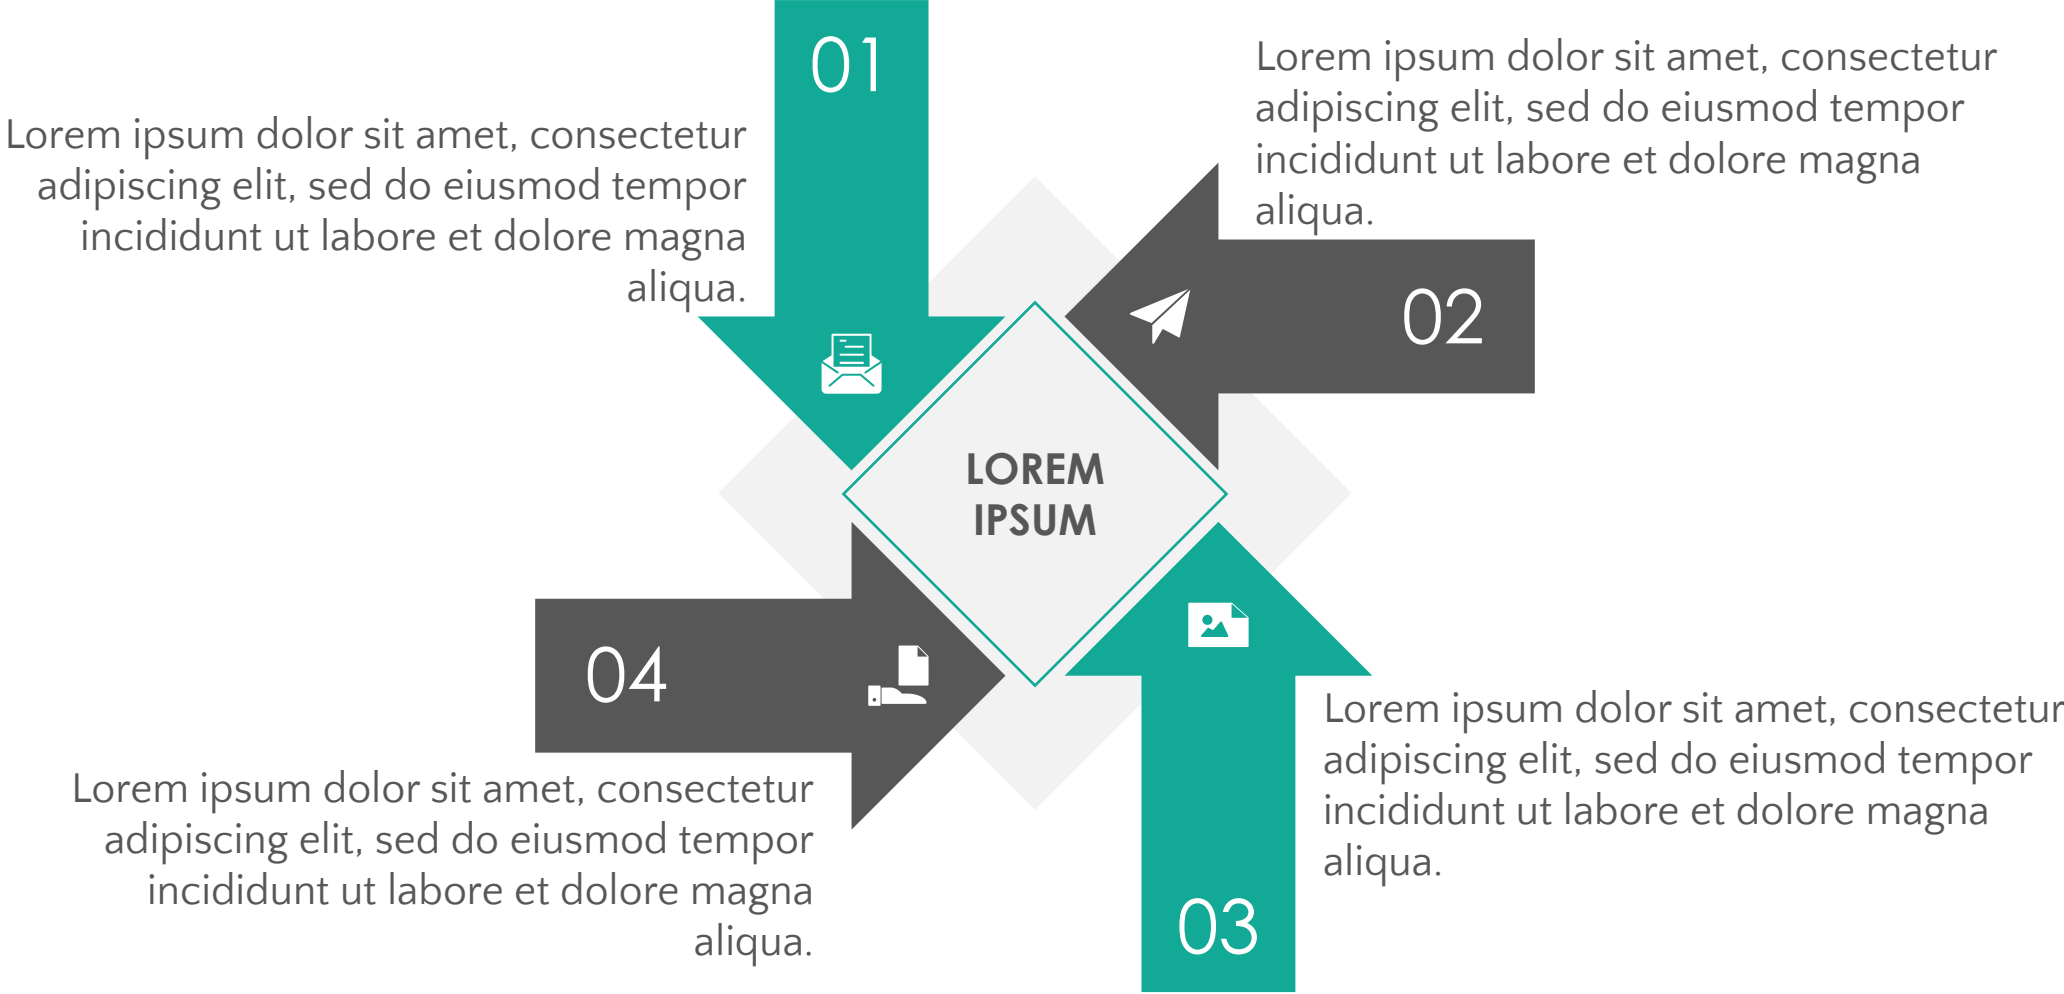 01
Lorem ipsum dolor sit amet, consectetur
adipiscing elit, sed do eiusmod tempor
incididunt ut labore et dolore magna
aliqua.
Lorem ipsum dolor sit amet, consectetur
adipiscing elit, sed do eiusmod tempor
incididunt ut labore et dolore magna
aliqua.
02
LOREM
IPSUM
04
Lorem ipsum dolor sit amet, consectetur
adipiscing elit, sed do eiusmod tempor
incididunt ut labore et dolore magna
aliqua.
Lorem ipsum dolor sit amet, consectetur
adipiscing elit, sed do eiusmod tempor
incididunt ut labore et dolore magna
aliqua.
03